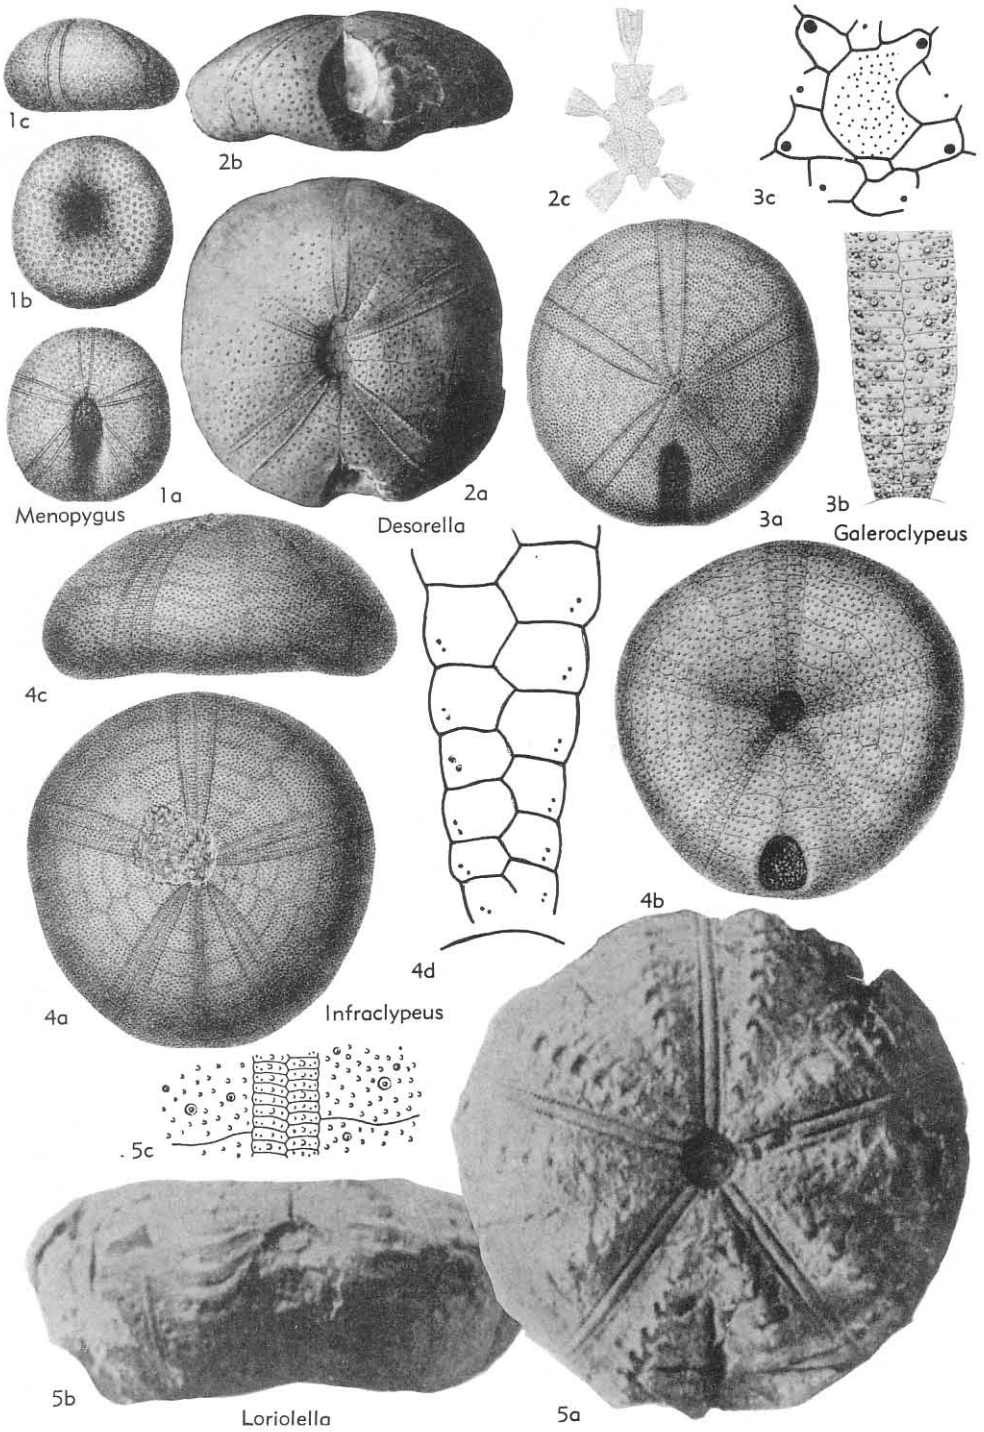 1c
2b
2c
3c
1b
1a
2a
3a
3b
Menopygus
Desorella
Galeroclypeus
4c
4d
4b
4a
Infraclypeus
5c
5b
5a
Loriolella